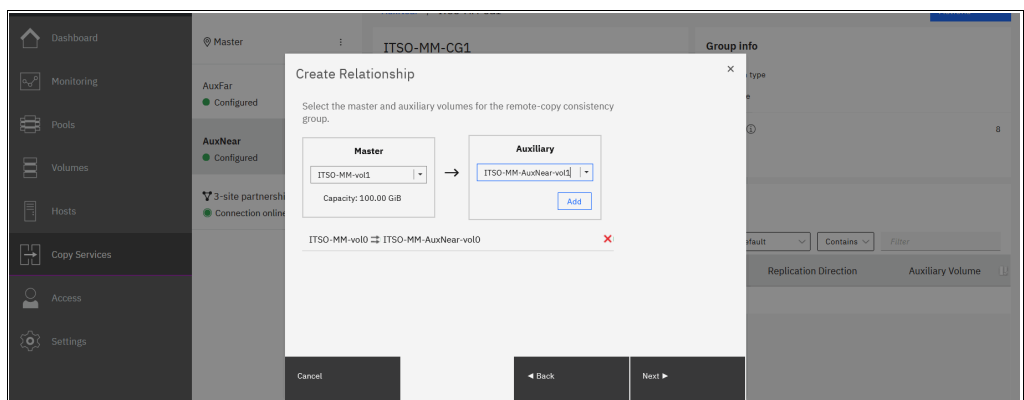 Dashboard
Monitoring
Pools
Volumes
Hosts
Copy Services
Access
Settings
Master
AuxFar
Configured
AuxNear
Configured
3-site partnershi
Connection online
ITSO-MM-CG1
Group info
type
e
8
Create Relationship
×
Select the master and auxiliary volumes for the remote-copy consistency
group.
Master
ITSO-MM-vol1
Capacity: 100.00 GiB
→
Auxiliary
ITSO-MM-AuxNear-vol1
Add
ITSO-MM-vol0 ⇉ ITSO-MM-AuxNear-vol0
efault
Contains
Filter
Replication Direction
Auxiliary Volume
Cancel
◄ Back
Next ►